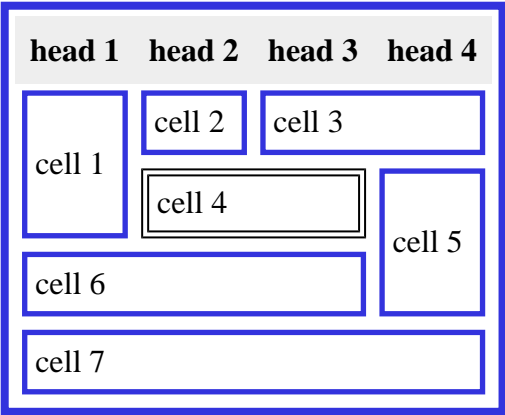 head 1 head 2 head 3 head 4
cell 1 cell 2 cell 3
cell 4 cell 5
cell 6
cell 7